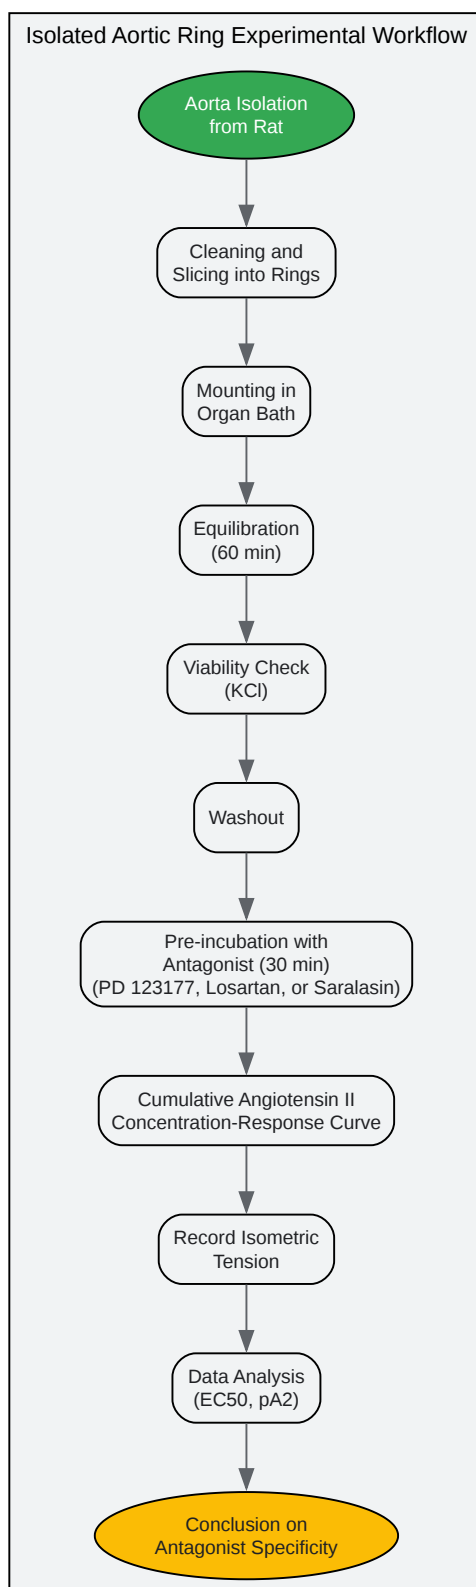 Isolated Aortic Ring Experimental Workflow
Aorta Isolation
from Rat
Cleaning and
Slicing into Rings
Mounting in
Organ Bath
Equilibration
(60 min)
Viability Check
(KCl)
Washout
Pre-incubation with
Antagonist (30 min)
(PD 123177, Losartan, or Saralasin)
Cumulative Angiotensin II
Concentration-Response Curve
Record Isometric
Tension
Data Analysis
(EC50, pA2)
Conclusion on
Antagonist Specificity